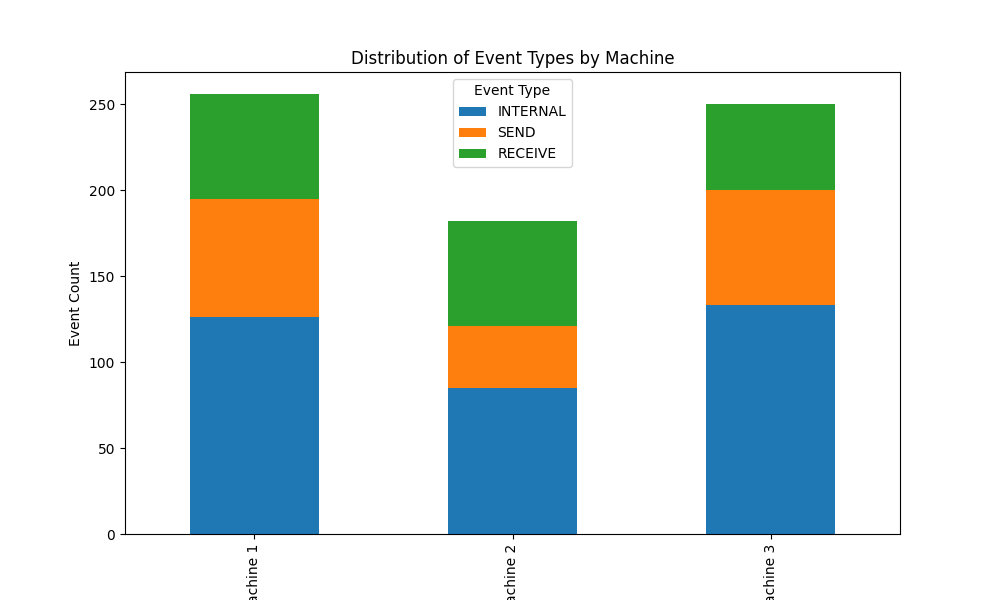 Distribution of Event Types by Machine
Event Type
INTERNAL
SEND
RECEIVE
Event Count
250
200
150
100
50
0
achine 1
achine 2
achine 3